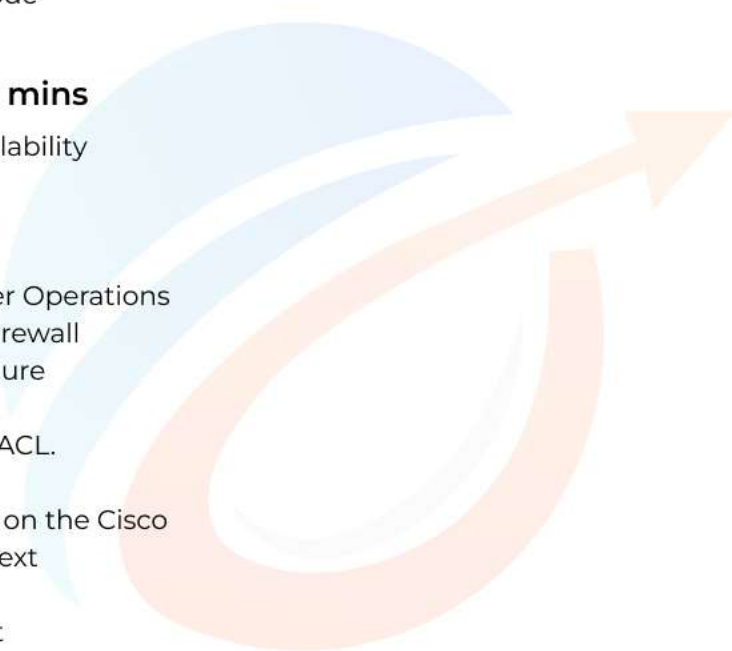 mins
lability
er Operations
rewall
ure
ACL.
on the Cisco
ext